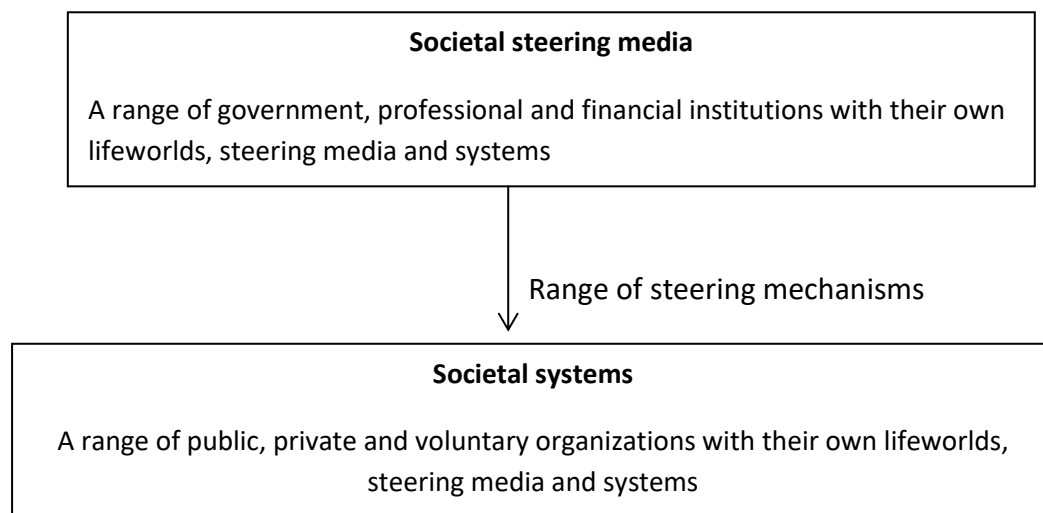 Societal steering media
A range of government, professional and financial institutions with their own
lifeworlds, steering media and systems
Range of steering mechanisms
Societal systems
A range of public, private and voluntary organizations with their own lifeworlds,
steering media and systems